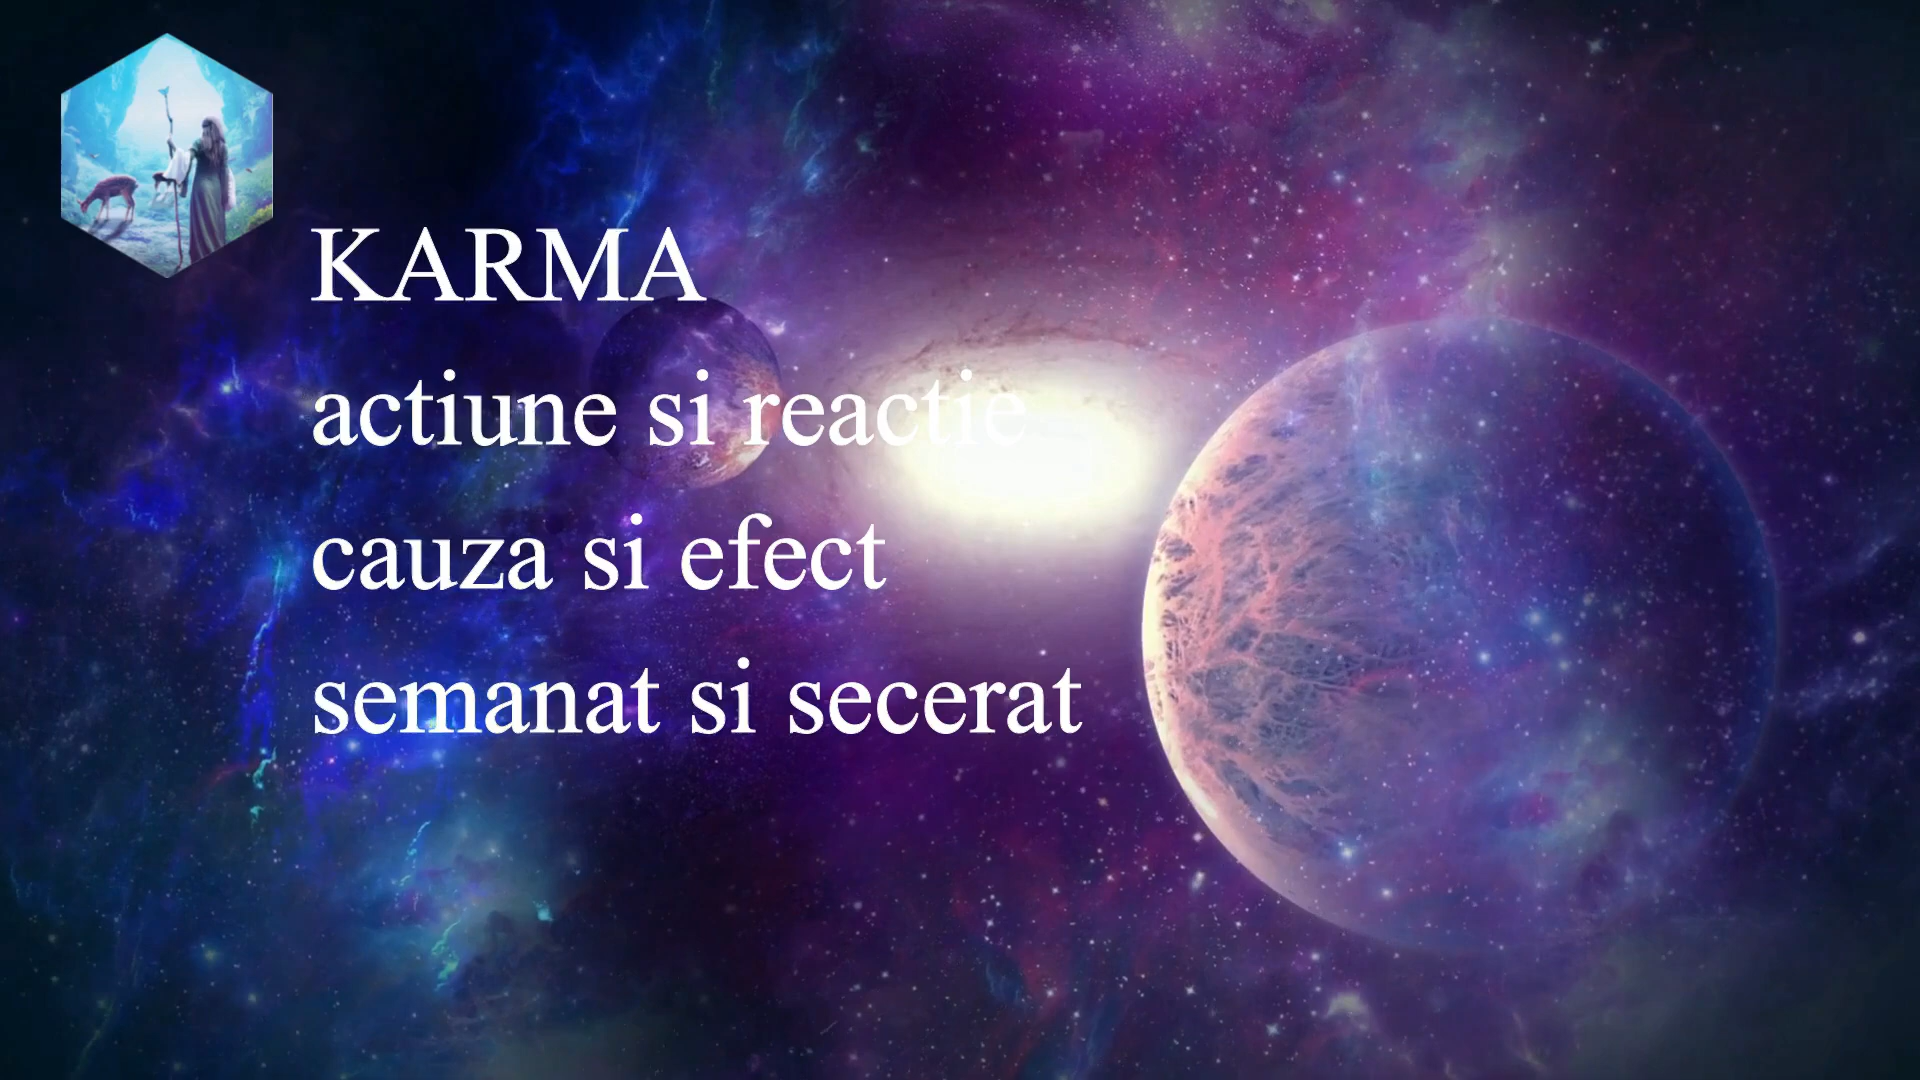 KARMA
actiune si reactie
cauza si efect
semanat si secerat